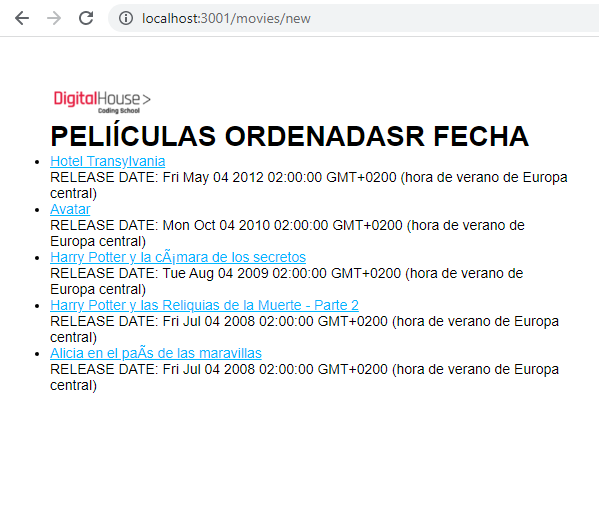 localhost:3001/movies/new
DigitalHouse>
Coding School
PELIÍCULAS ORDENADASR FECHA
Hotel Transylvania
RELEASE DATE: Fri May 04 2012 02:00:00 GMT+0200 (hora de verano de Europa
central)
Avatar
RELEASE DATE: Mon Oct 04 2010 02:00:00 GMT+0200 (hora de verano de
Europa central)
Harry Potter y la cÃ¡mara de los secretos
RELEASE DATE: Tue Aug 04 2009 02:00:00 GMT+0200 (hora de verano de
Europa central)
Harry Potter y las Reliquias de la Muerte - Parte 2
RELEASE DATE: Fri Jul 04 2008 02:00:00 GMT+0200 (hora de verano de Europa
central)
Alicia en el paÃs de las maravillas
RELEASE DATE: Fri Jul 04 2008 02:00:00 GMT+0200 (hora de verano de Europa
central)